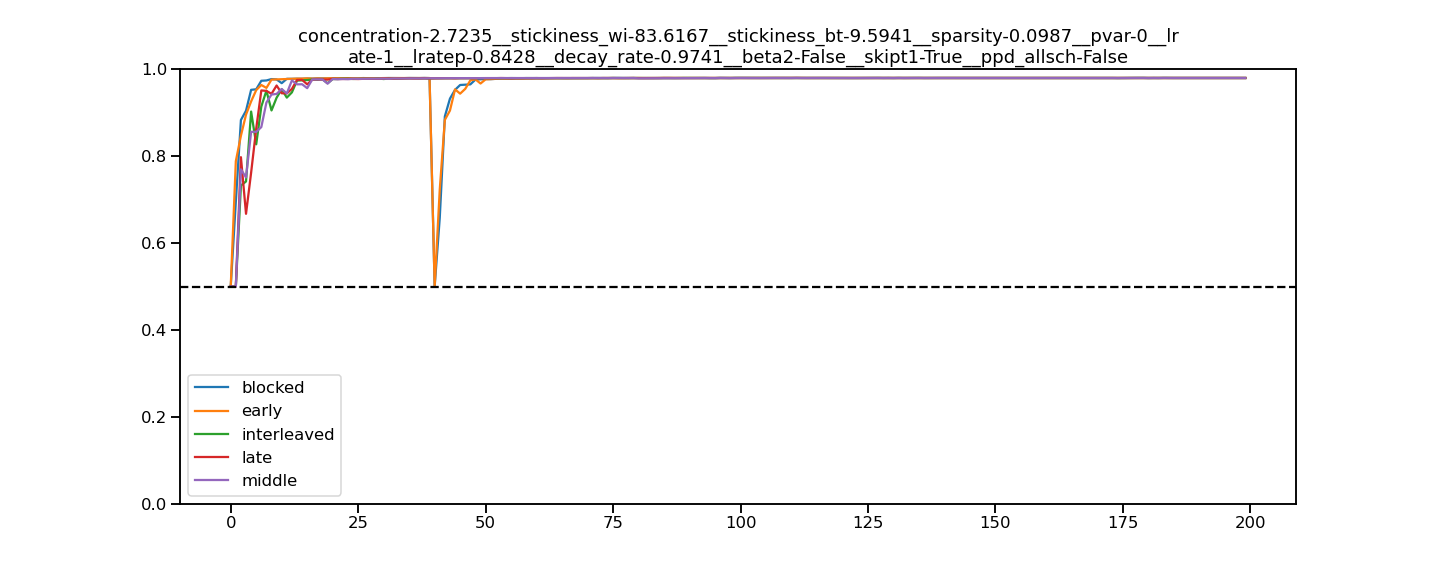 concentration-2.7235__stickiness_wi-83.6167__stickiness_bt-9.5941__sparsity-0.0987__pvar-0__lr
ate-1__lratep-0.8428__decay_rate-0.9741__beta2-False__skipt1-True__ppd_allsch-False
1.0
0.8
0.6
0.4
0.2
0.0
blocked
early
interleaved
late
middle
0 25 50 75 100 125 150 175 200